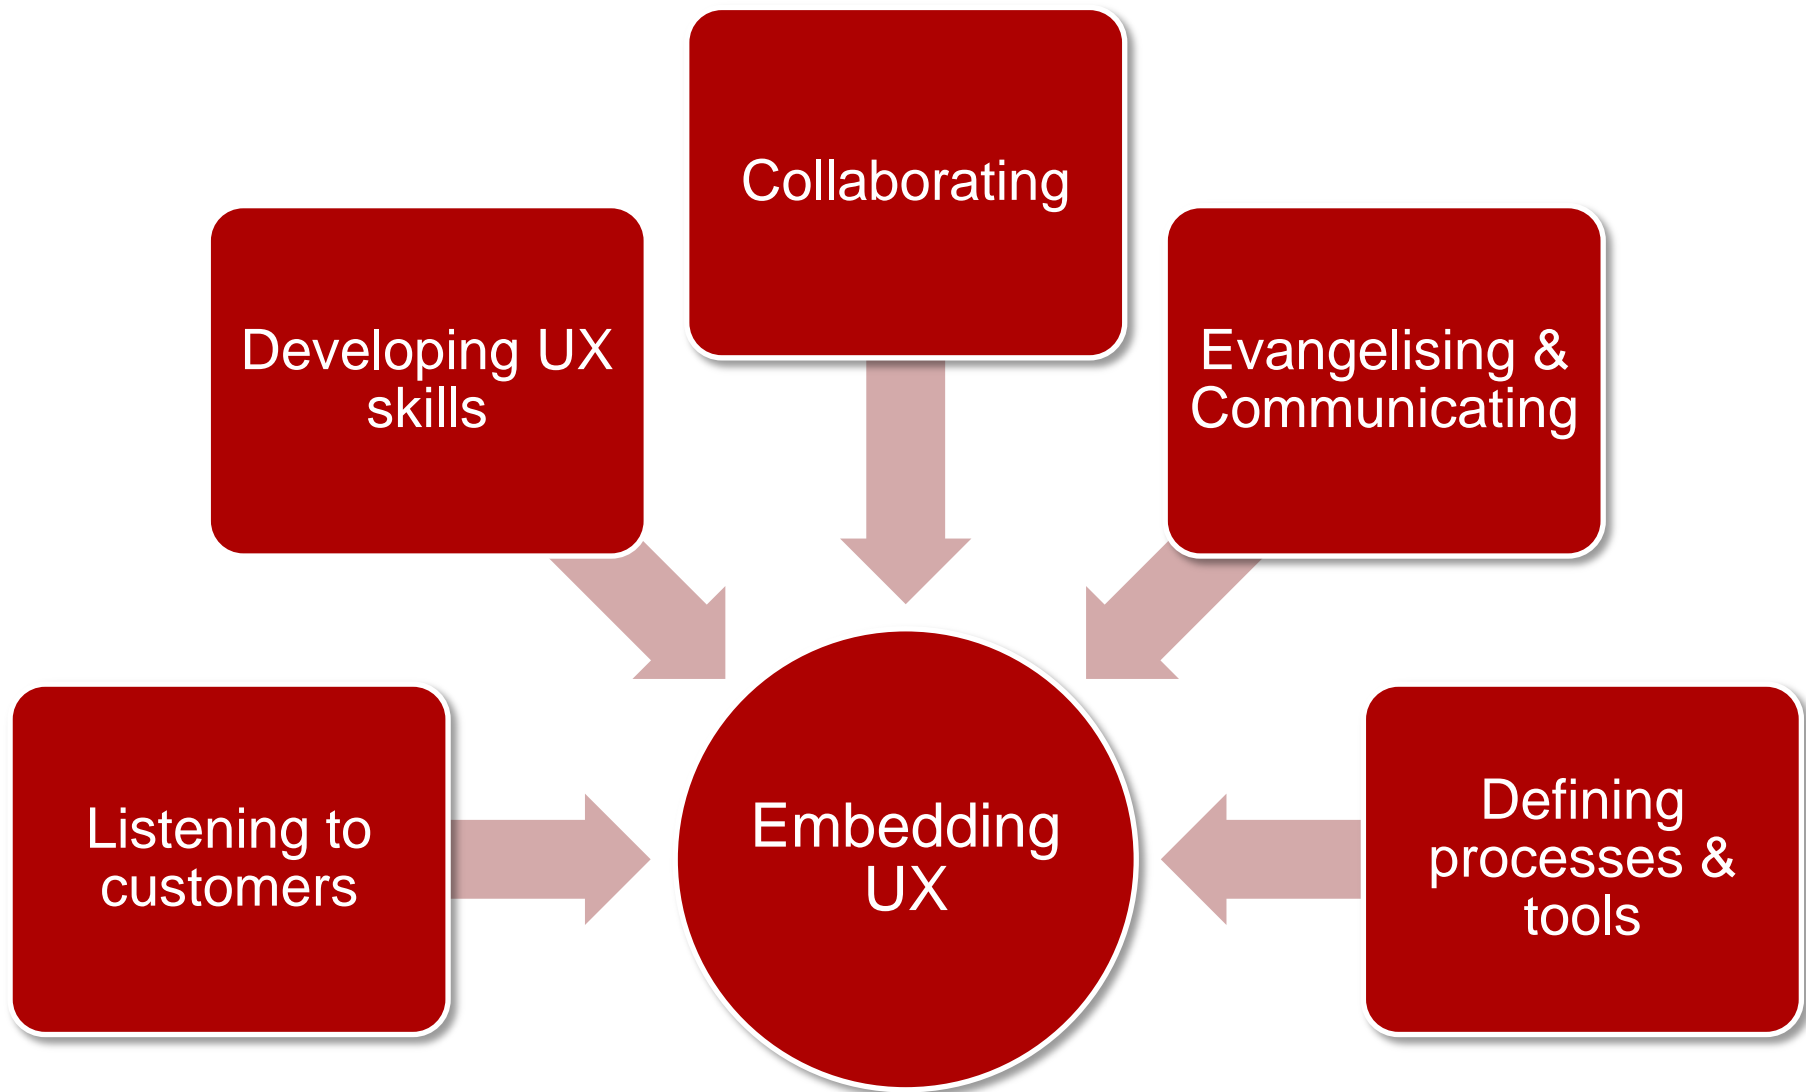 Collaborating
Developing UX
skills
Evangelising &
Communicating
Listening to
customers
Embedding
UX
Defining
processes &
tools